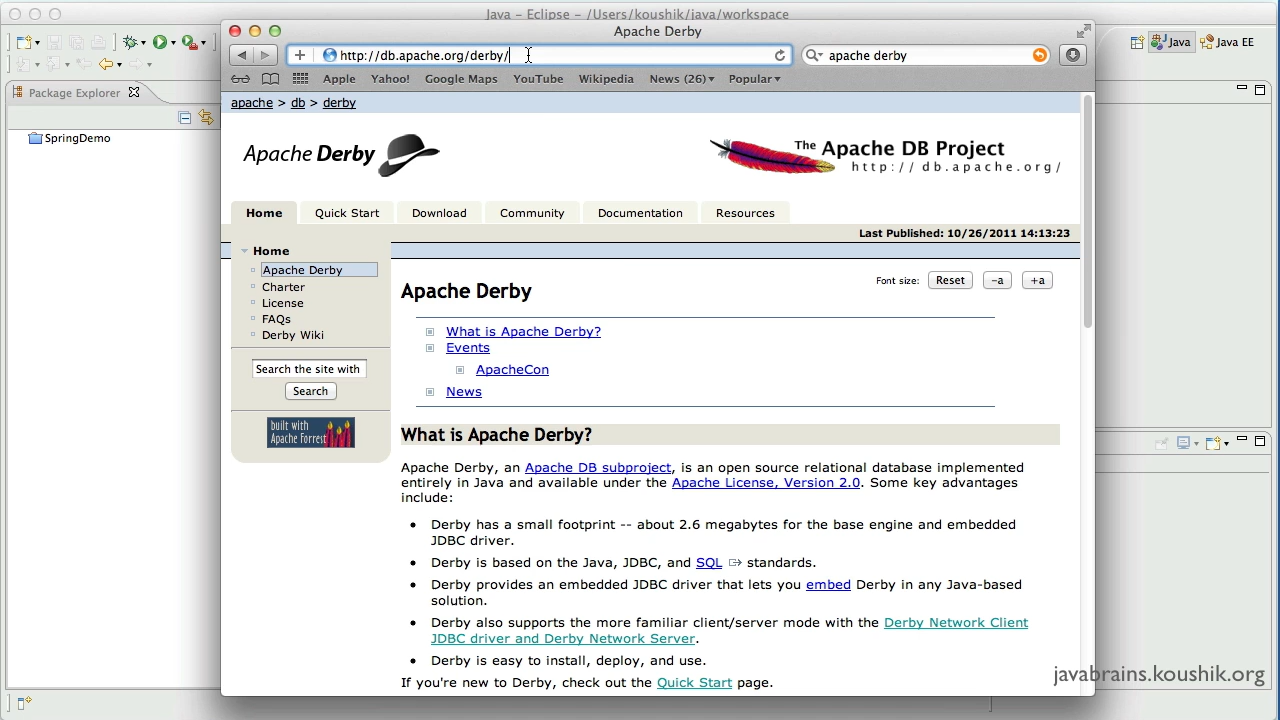 Java - Eclipse - /Users/koushik/java/workspace
Apache Derby
http://db.apache.org/derby/
apache derby
Apple
Yahoo!
Google Maps
YouTube
Wikipedia
News (26)▾
Popular▾
Java
Java EE
Package Explorer
SpringDemo
apache > db > derby
Apache Derby
The Apache DB Project
http://db.apache.org/
Home
Quick Start
Download
Community
Documentation
Resources
Last Published: 10/26/2011 14:13:23
Home
Apache Derby
Charter
License
FAQs
Derby Wiki
Search the site with
Search
built with
Apache Forrest
Font size:
Reset
-a
+a
Apache Derby
What is Apache Derby?
Events
ApacheCon
News
What is Apache Derby?
Apache Derby, an Apache DB subproject, is an open source relational database implemented
entirely in Java and available under the Apache License, Version 2.0. Some key advantages
include:
• Derby has a small footprint -- about 2.6 megabytes for the base engine and embedded
JDBC driver.
• Derby is based on the Java, JDBC, and SQL standards.
• Derby provides an embedded JDBC driver that lets you embed Derby in any Java-based
solution.
• Derby also supports the more familiar client/server mode with the Derby Network Client
JDBC driver and Derby Network Server.
• Derby is easy to install, deploy, and use.
If you're new to Derby, check out the Quick Start page.
javabrains.koushik.org